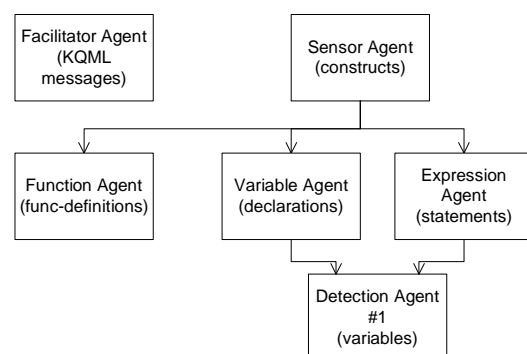 Facilitator Agent
(KQML
messages)
Sensor Agent
(constructs)
Function Agent
(func-definitions)
Variable Agent
(declarations)
Expression
Agent
(statements)
Detection Agent
#1
(variables)